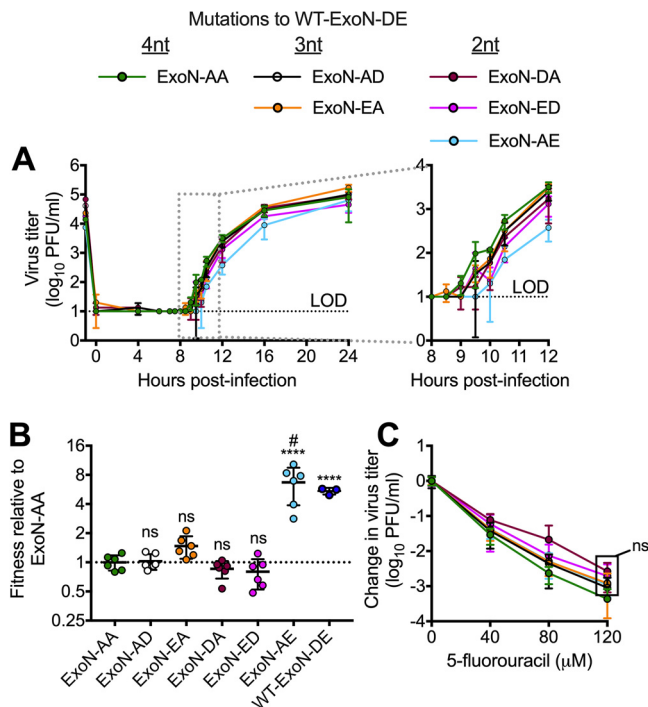 Mutations to WT-ExoN-DE
4nt 3nt 2nt
ExoN-AA ExoN-AD ExoN-DA
ExoN-EA ExoN-ED
ExoN-AE
A
Virus titer
(log10 PFU/ml)
6
5
4
3
2
1
0
LOD
0 4 8 12 16 20 24
Hours post-infection
4
3
2
1
0
LOD
8 9 10 11 12
Hours post-infection
B
Fitness relative to
ExoN-AA
16
8
4
2
1
0.5
0.25
ns ns ns ns # **** ****
ExoN-AA ExoN-AD ExoN-EA ExoN-DA ExoN-ED ExoN-AE WT-ExoN-DE
C
Change in virus titer
(log10 PFU/ml)
1
0
-1
-2
-3
-4
ns
0 40 80 120
5-fluorouracil (μM)